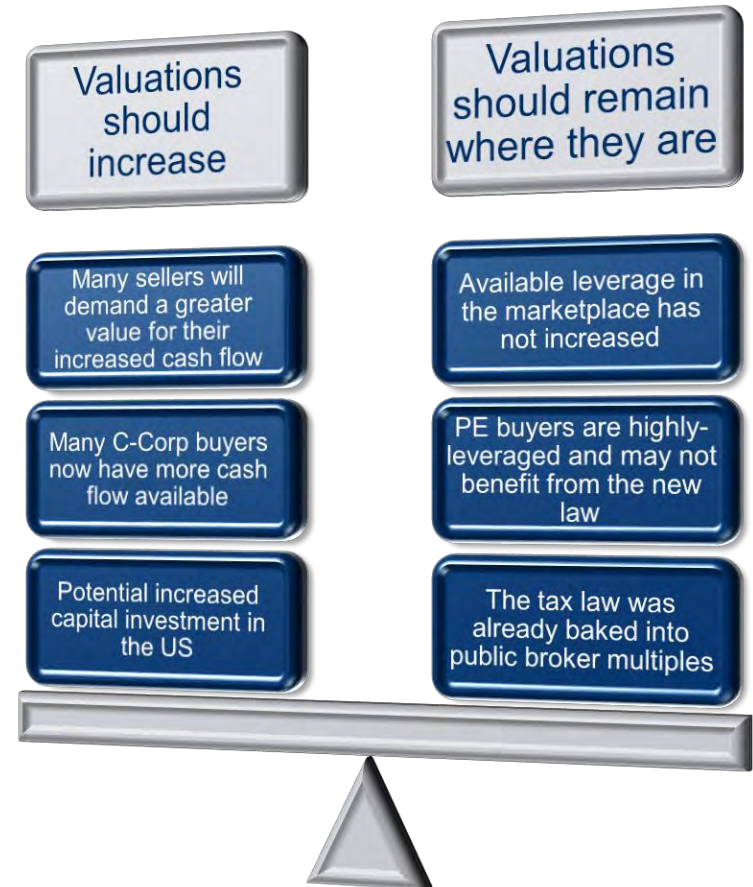 Valuations
should
increase
Valuations
should remain
where they are
Many sellers will
demand a greater
value for their
increased cash flow
Available leverage in
the marketplace has
not increased
Many C-Corp buyers
now have more cash
flow available
PE buyers are highly-
leveraged and may not
benefit from the new
law
Potential increased
capital investment in
the US
The tax law was
already baked into
public broker multiples